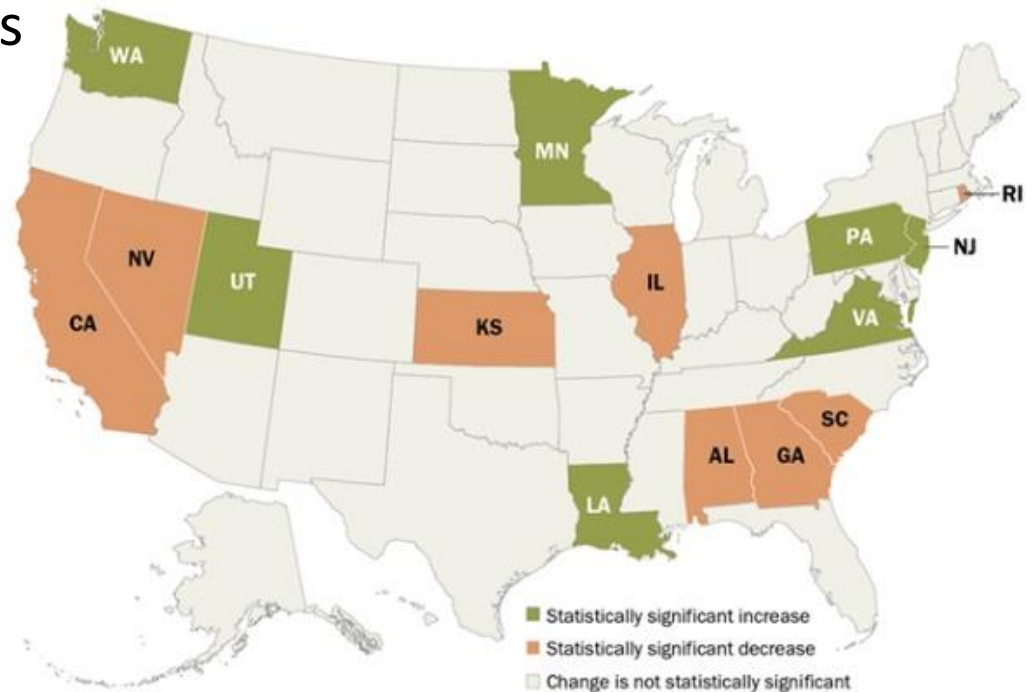 S
WA
MN
RI
PA
NJ
NV
UT
IL
VA
CA
KS
SC
AL
GA
LA
Statistically significant increase
Statistically significant decrease
Change is not statistically significant